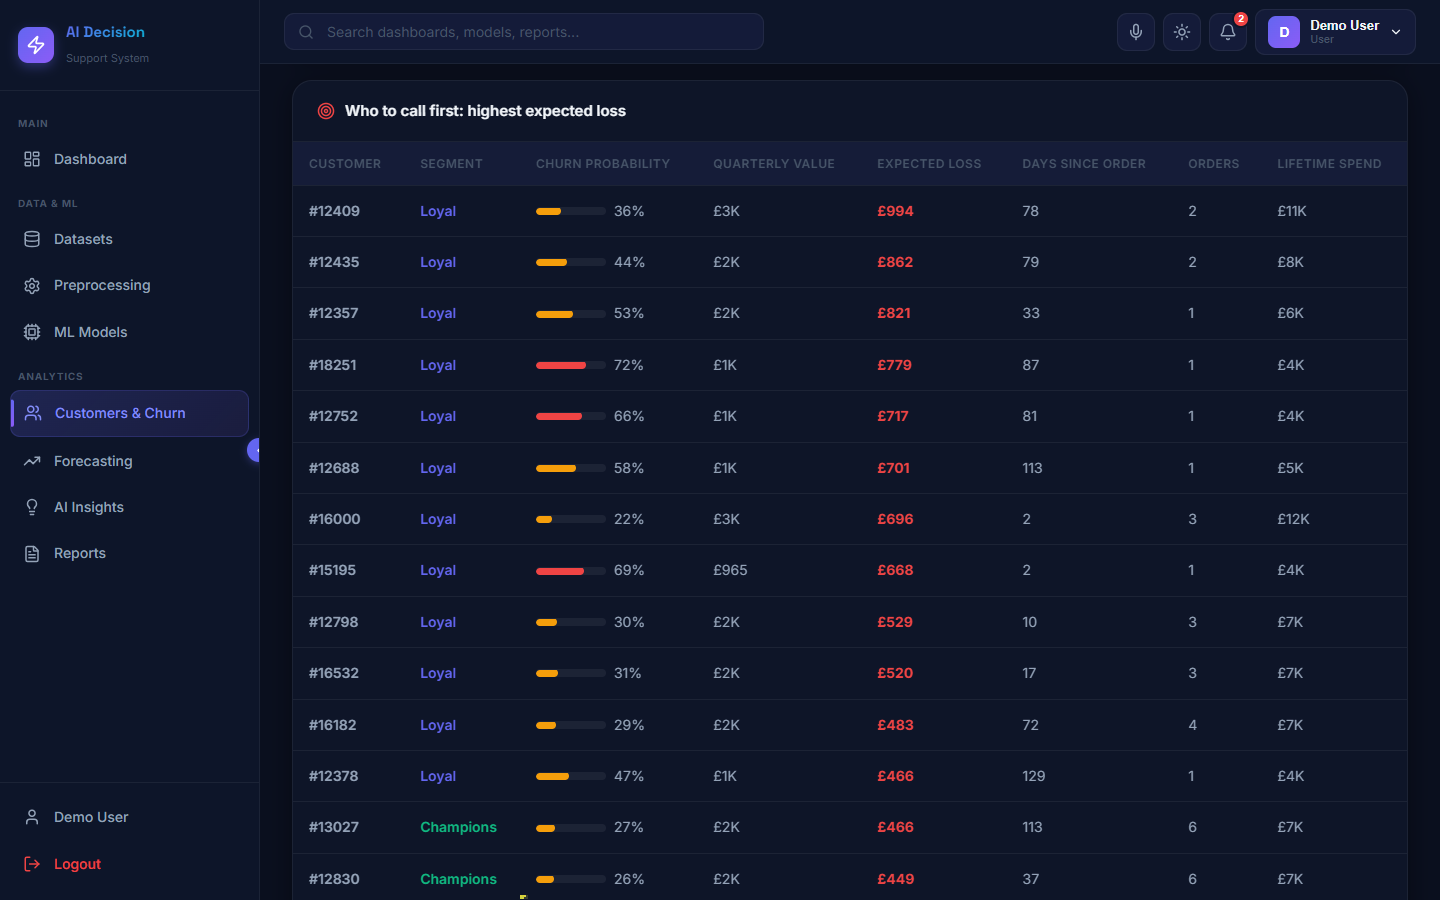 AI Decision
Support System
Search dashboards, models, reports...
2
D
Demo User
User
MAIN
Dashboard
DATA & ML
Datasets
Preprocessing
ML Models
ANALYTICS
Customers & Churn
Forecasting
AI Insights
Reports
Demo User
Logout
Who to call first: highest expected loss
CUSTOMER SEGMENT CHURN PROBABILITY QUARTERLY VALUE EXPECTED LOSS DAYS SINCE ORDER ORDERS LIFETIME SPEND
#12409 Loyal 36% £3K £994 78 2 £11K
#12435 Loyal 44% £2K £862 79 2 £8K
#12357 Loyal 53% £2K £821 33 1 £6K
#18251 Loyal 72% £1K £779 87 1 £4K
#12752 Loyal 66% £1K £717 81 1 £4K
#12688 Loyal 58% £1K £701 113 1 £5K
#16000 Loyal 22% £3K £696 2 3 £12K
#15195 Loyal 69% £965 £668 2 1 £4K
#12798 Loyal 30% £2K £529 10 3 £7K
#16532 Loyal 31% £2K £520 17 3 £7K
#16182 Loyal 29% £2K £483 72 4 £7K
#12378 Loyal 47% £1K £466 129 1 £4K
#13027 Champions 27% £2K £466 113 6 £7K
#12830 Champions 26% £2K £449 37 6 £7K